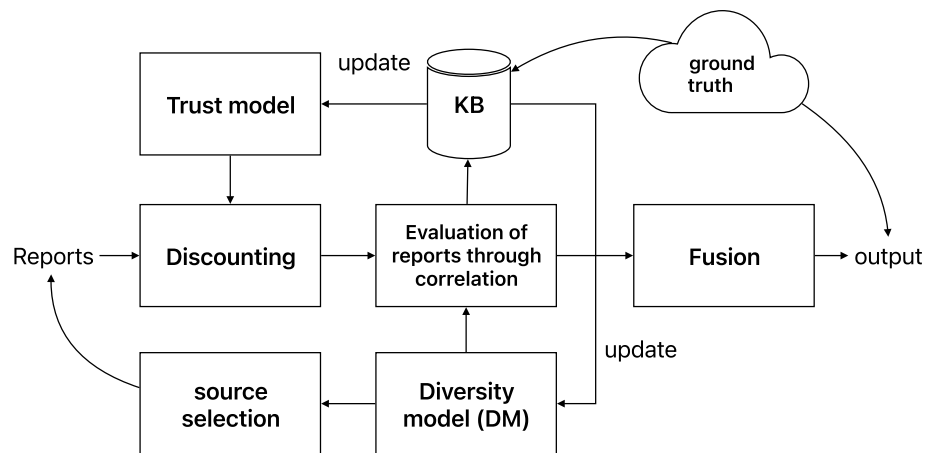 update
ground
truth
Trust model
KB
Evaluation of
reports through
correlation
Reports
Discounting
Fusion
output
update
source
selection
Diversity
model (DM)